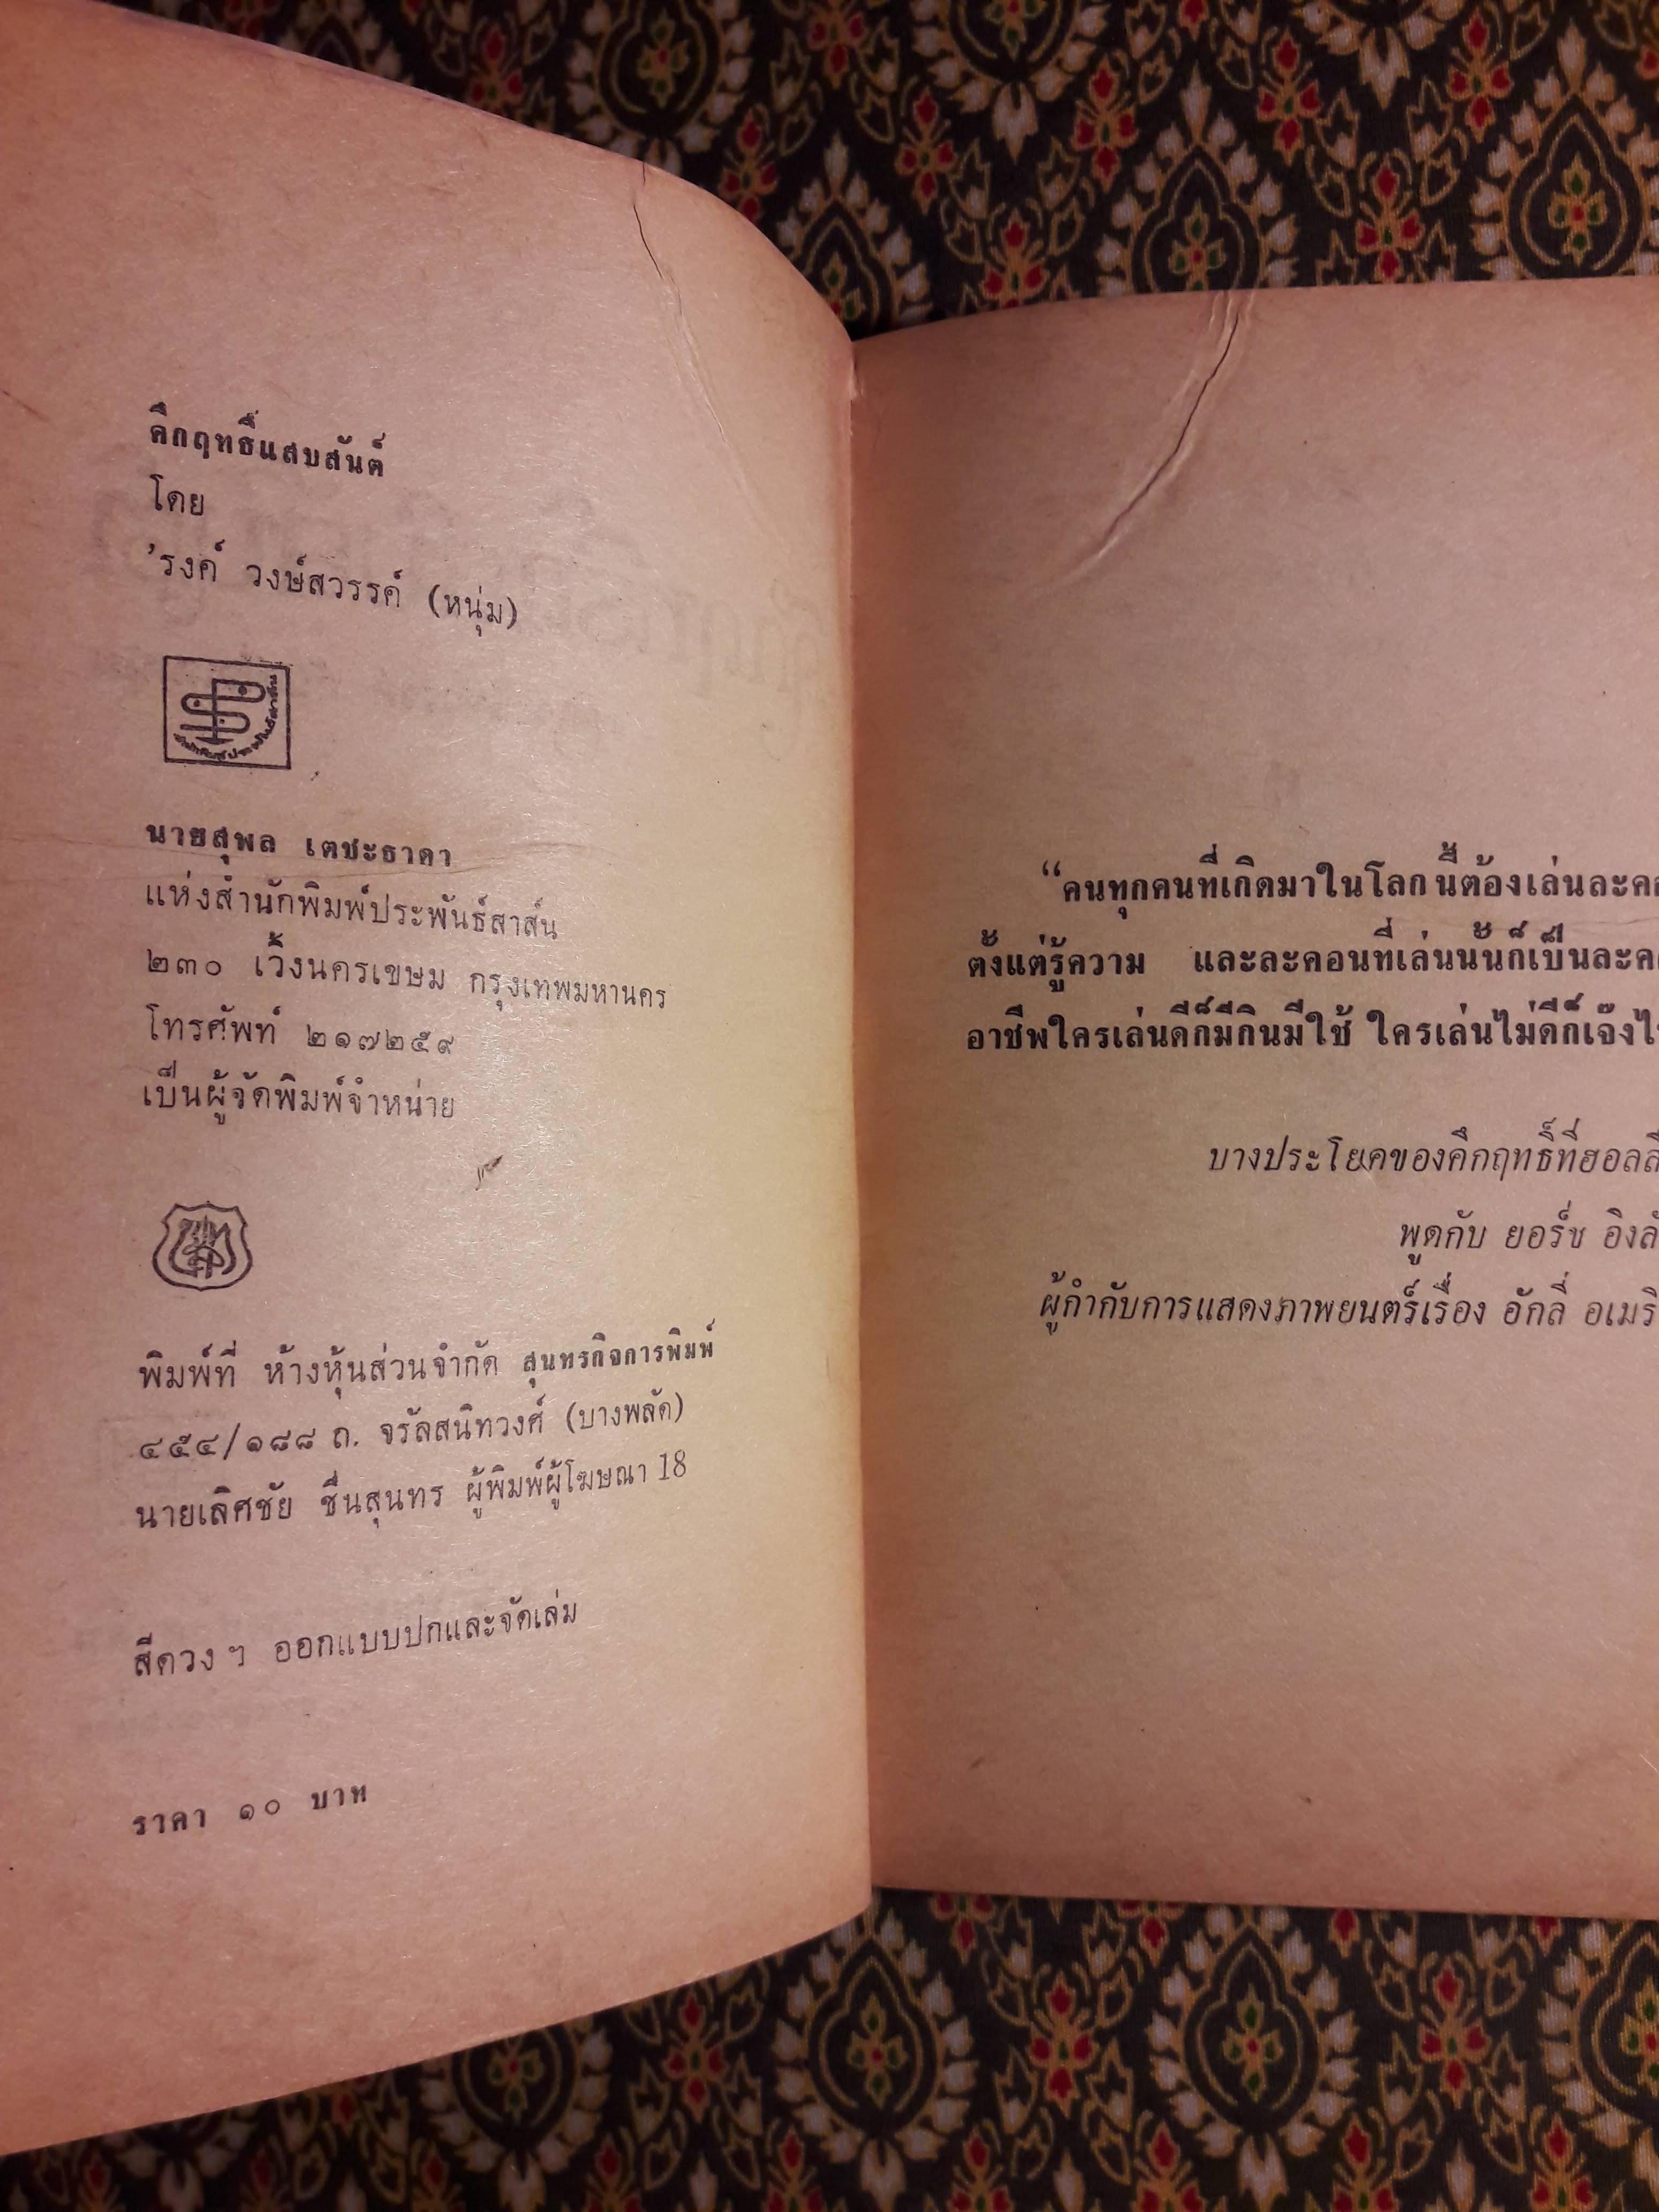 คึกฤทธิ์แสบสันต์
โดย
'รงค์ วงษ์สวรรค์ (หนุ่ม)
นายสุพล เตชะธาดา
แห่งสำนักพิมพ์ประพันธ์สาส์น
๒๓๐ เวิ้งนครเขษม กรุงเทพมหานคร
โทรศัพท์ ๒๑๗๒๕๙
เป็นผู้จัดพิมพ์จำหน่าย
พิมพ์ที่ ห้างหุ้นส่วนจำกัด สุนทรกิจการพิมพ์
๔๕๔/๑๘๘ ถ. จรัลสนิทวงศ์ (บางพลัด)
นายเลิศชัย ชื่นสุนทร ผู้พิมพ์ผู้โฆษณา 18
สีดวง ฯ ออกแบบปกและจัดเล่ม
ราคา ๑๐ บาท
“คนทุกคนที่เกิดมาในโลกนี้ต้องเล่นละค
ตั้งแต่รู้ความ และละคอนที่เล่นนั้นก็เป็นละค
อาชีพใครเล่นดีก็มีกินมีใช้ ใครเล่นไม่ดีก็เจ๊งไ
บางประโยคของคึกฤทธิ์ที่ฮอลลี
พูดกับ ยอร์ช อิงล
ผู้กำกับการแสดงภาพยนตร์เรื่อง อักลี่ อเมริ